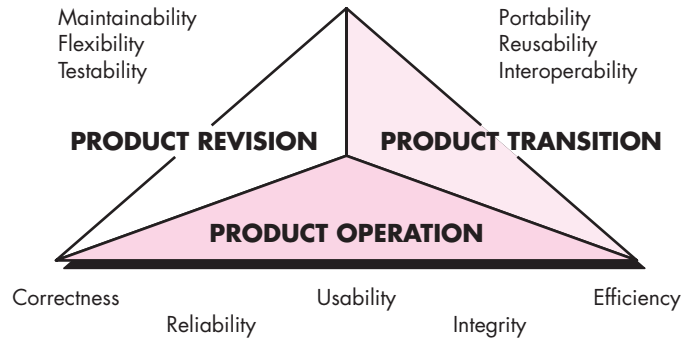 Maintainability
Flexibility
Testability
Portability
Reusability
Interoperability
PRODUCT REVISION
PRODUCT TRANSITION
PRODUCT OPERATION
Correctness
Usability
Efficiency
Reliability
Integrity